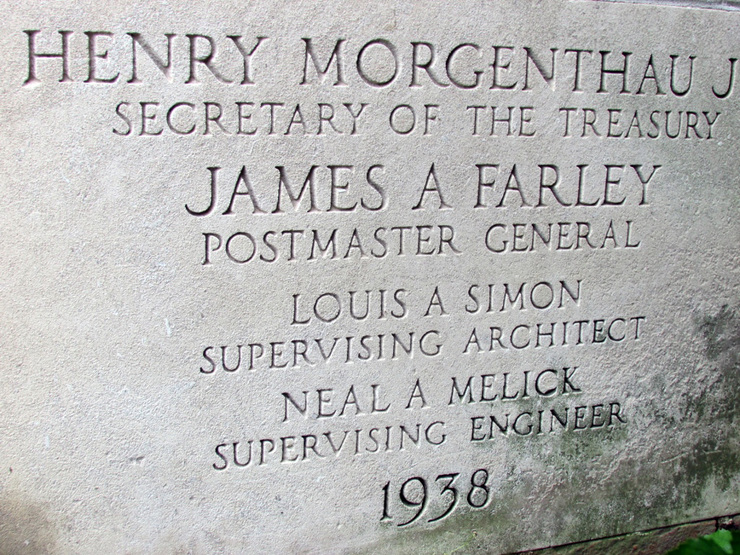 HENRY MORGENTHAU J
SECRETARY OF THE TREASURY
JAMES A FARLEY
POSTMASTER GENERAL
LOUIS A SIMON
SUPERVISING ARCHITECT
NEAL A MELICK
SUPERVISING ENGINEER
1938